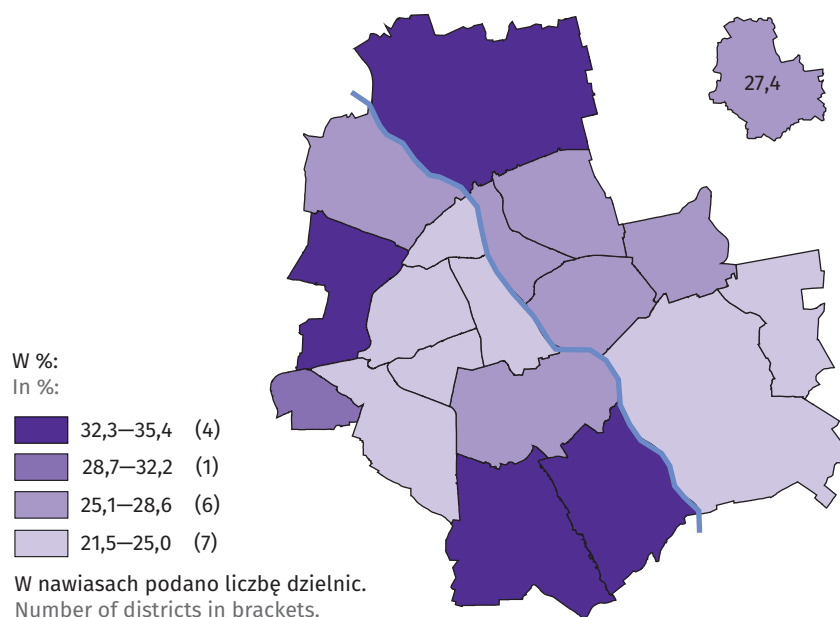 27,4
W %:
In %:
32,3—35,4 (4)
28,7—32,2 (1)
25,1—28,6 (6)
21,5—25,0 (7)
W nawiasach podano liczbę dzielnic.
Number of districts in brackets.